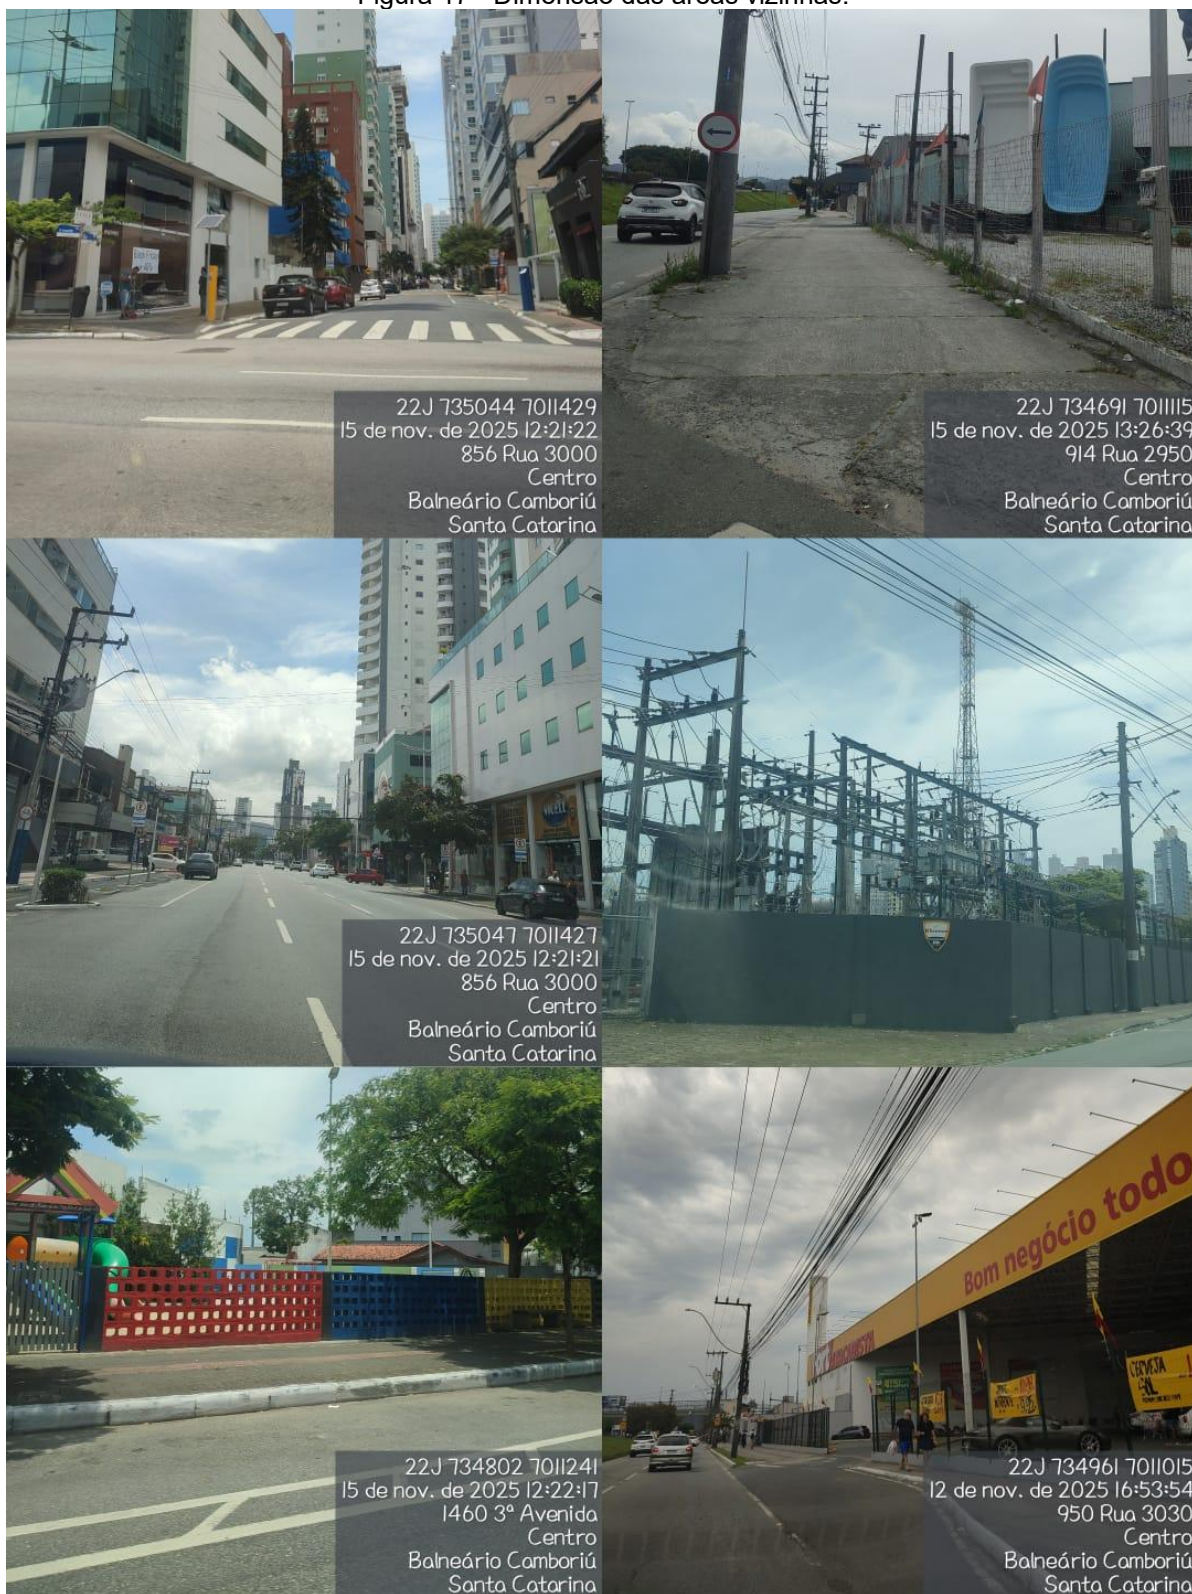 Figura 17 - Dimensão das áreas vizinhas.
22J 735044 7011429
15 de nov. de 2025 12:21:22
856 Rua 3000
Centro
Balneário Camboriú
Santa Catarina
22J 734691 7011115
15 de nov. de 2025 13:26:39
914 Rua 2950
Centro
Balneário Camboriú
Santa Catarina
22J 735047 7011427
15 de nov. de 2025 12:21:21
856 Rua 3000
Centro
Balneário Camboriú
Santa Catarina
Bom negócio todo
CERVEJA
22J 734802 7011241
15 de nov. de 2025 12:22:17
1460 3ª Avenida
Centro
Balneário Camboriú
Santa Catarina
22J 734961 7011015
12 de nov. de 2025 16:53:54
950 Rua 3030
Centro
Balneário Camboriú
Santa Catarina